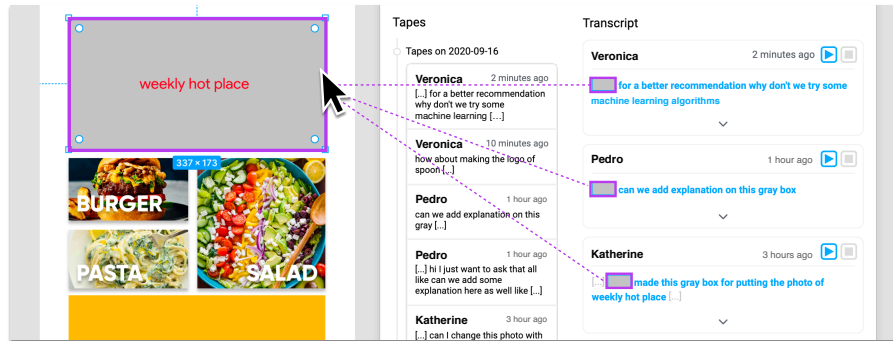 weekly hot place
337 × 173
BURGER
PASTA
SALAD
Tapes
Tapes on 2020-09-16
Veronica 2 minutes ago
[...] for a better recommendation
why don't we try some
machine learning [...]
Veronica 10 minutes ago
how about making the logo of
spoon [...]
Pedro 1 hour ago
can we add explanation on this
gray [...]
Pedro 1 hour ago
[...] hi I just want to ask that all
like can we add some
explanation here as well like [...]
Katherine 3 hour ago
[...] can I change this photo with
Transcript
Veronica 2 minutes ago
for a better recommendation why don't we try some
machine learning algorithms
Pedro 1 hour ago
can we add explanation on this gray box
Katherine 3 hours ago
[...] made this gray box for putting the photo of
weekly hot place [...]